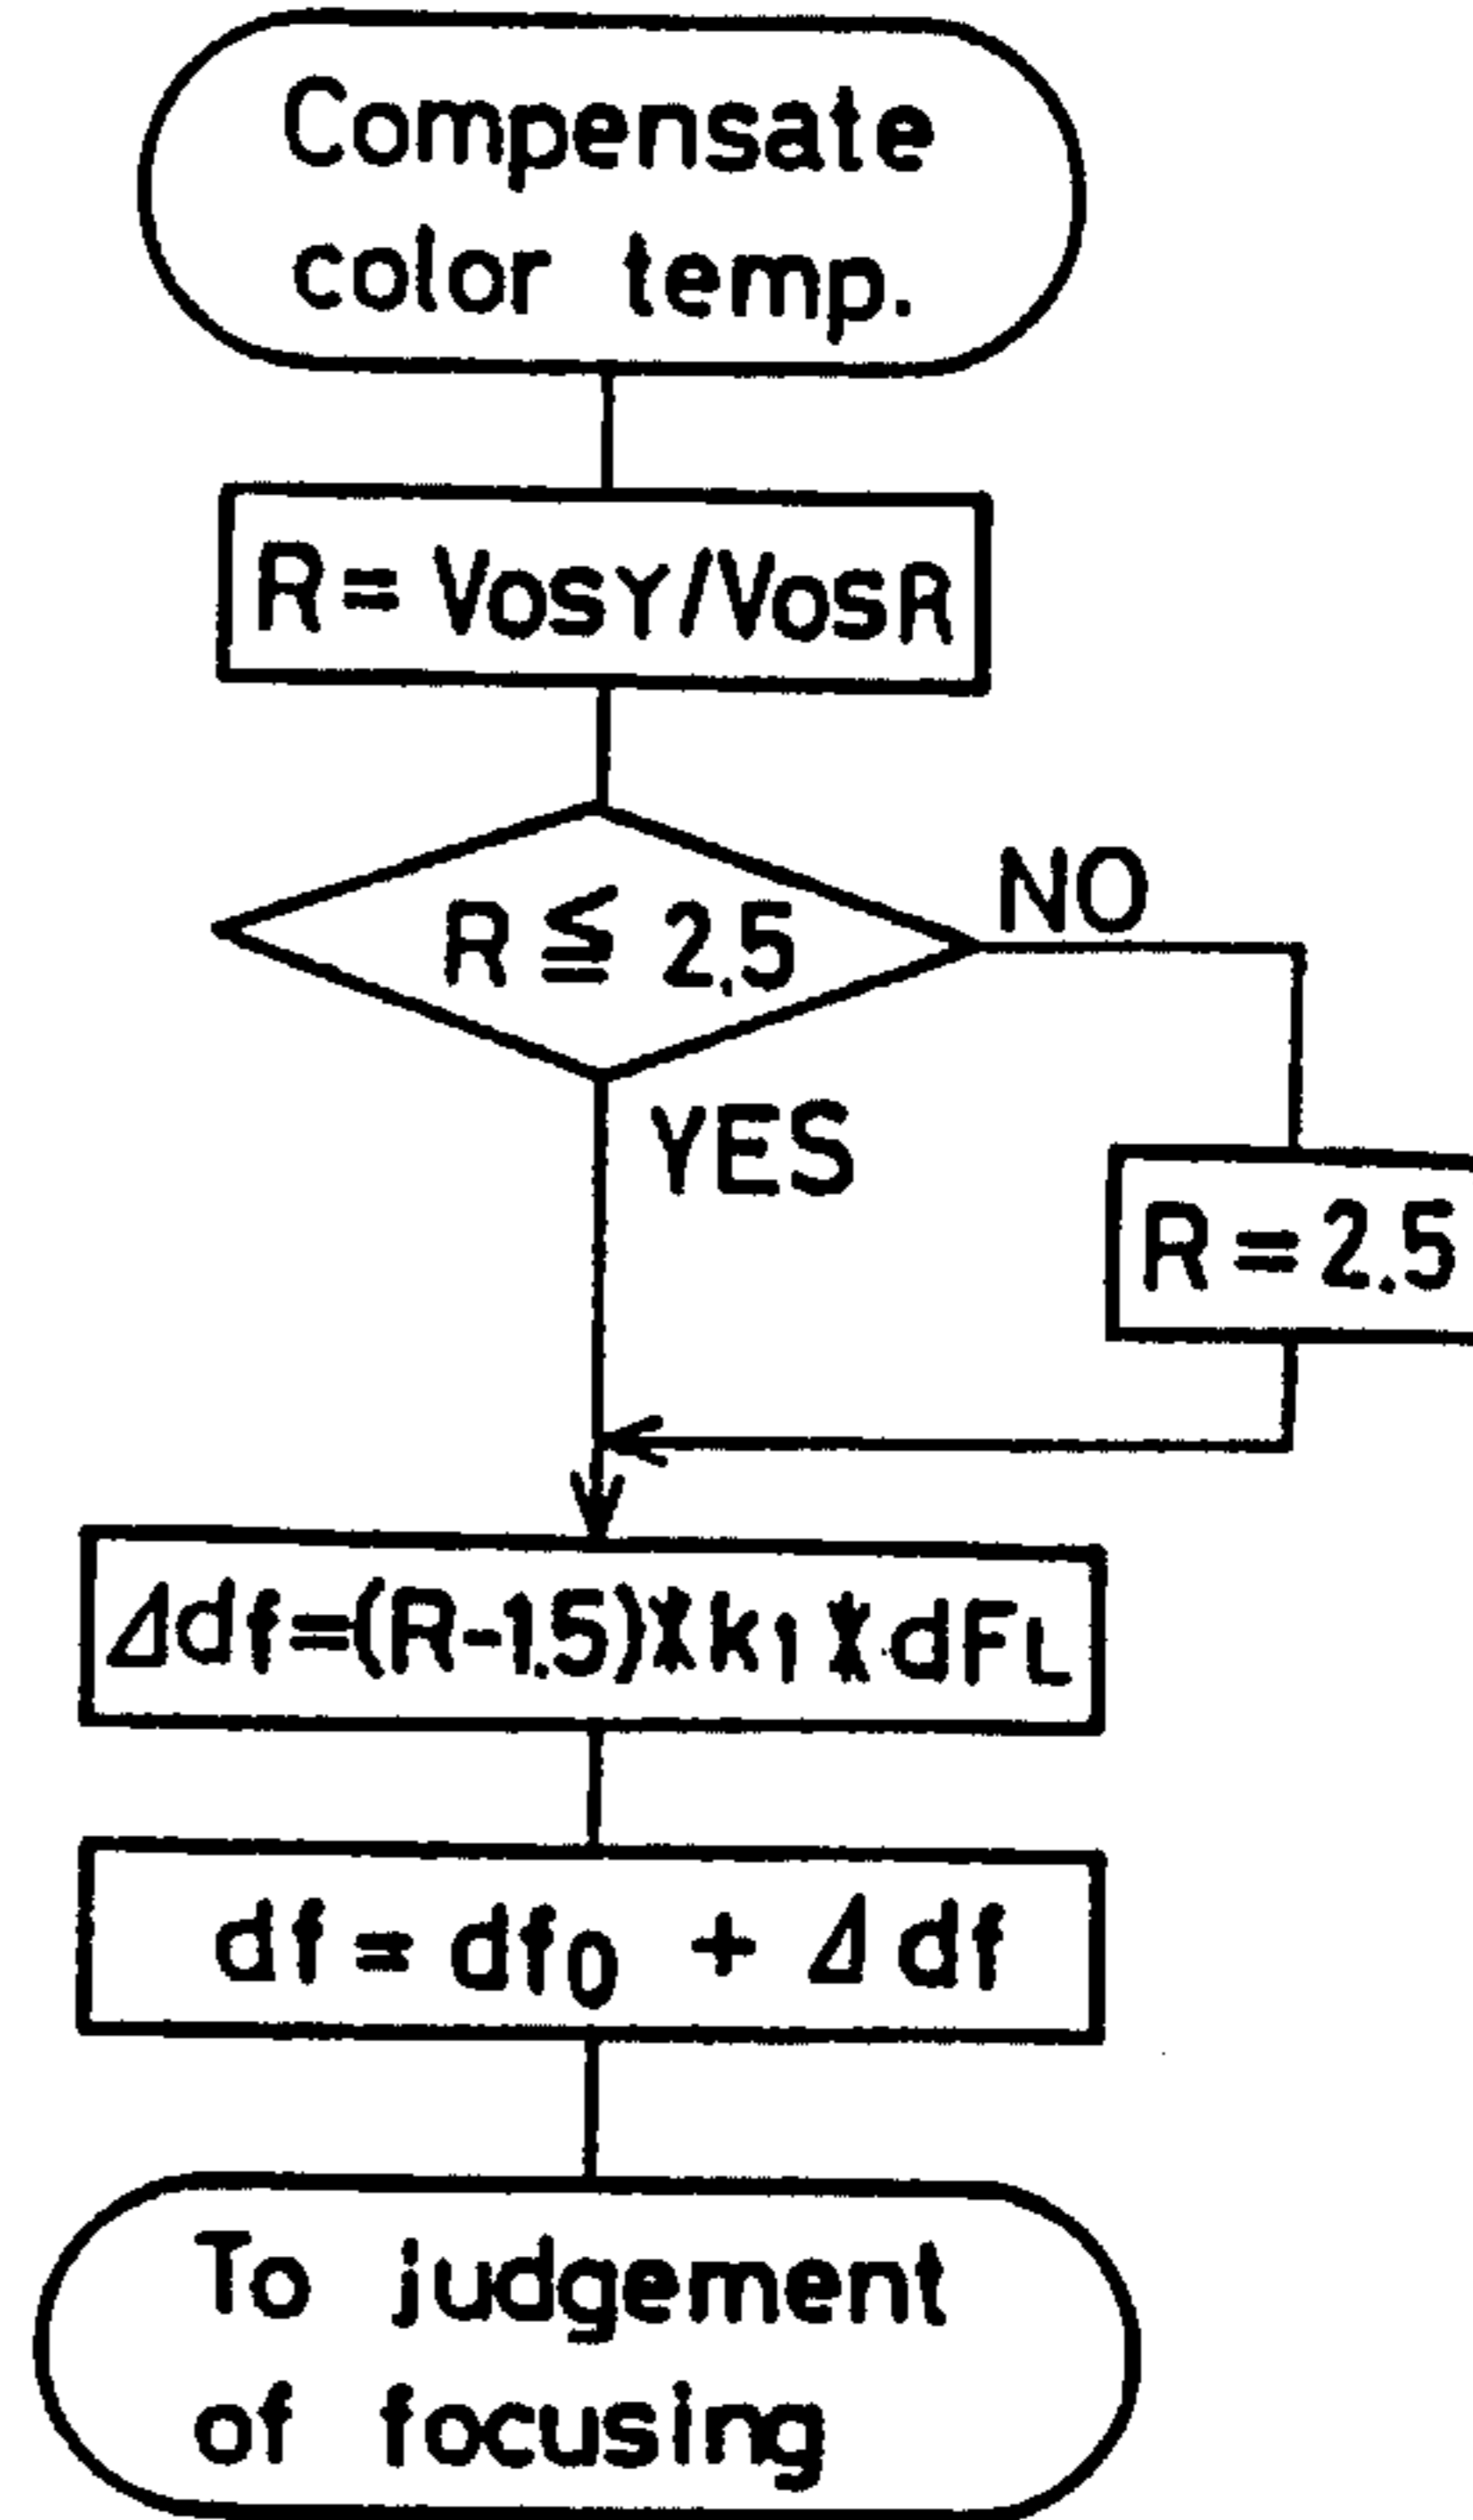 Compensate
color temp.
R= VOSY/VOSR
R ≦ 2.5
NO
YES
R=2.5
Δdf=(R-1.5)*k1*dFL
df= df0 + Δdf
To judgement
of focusing